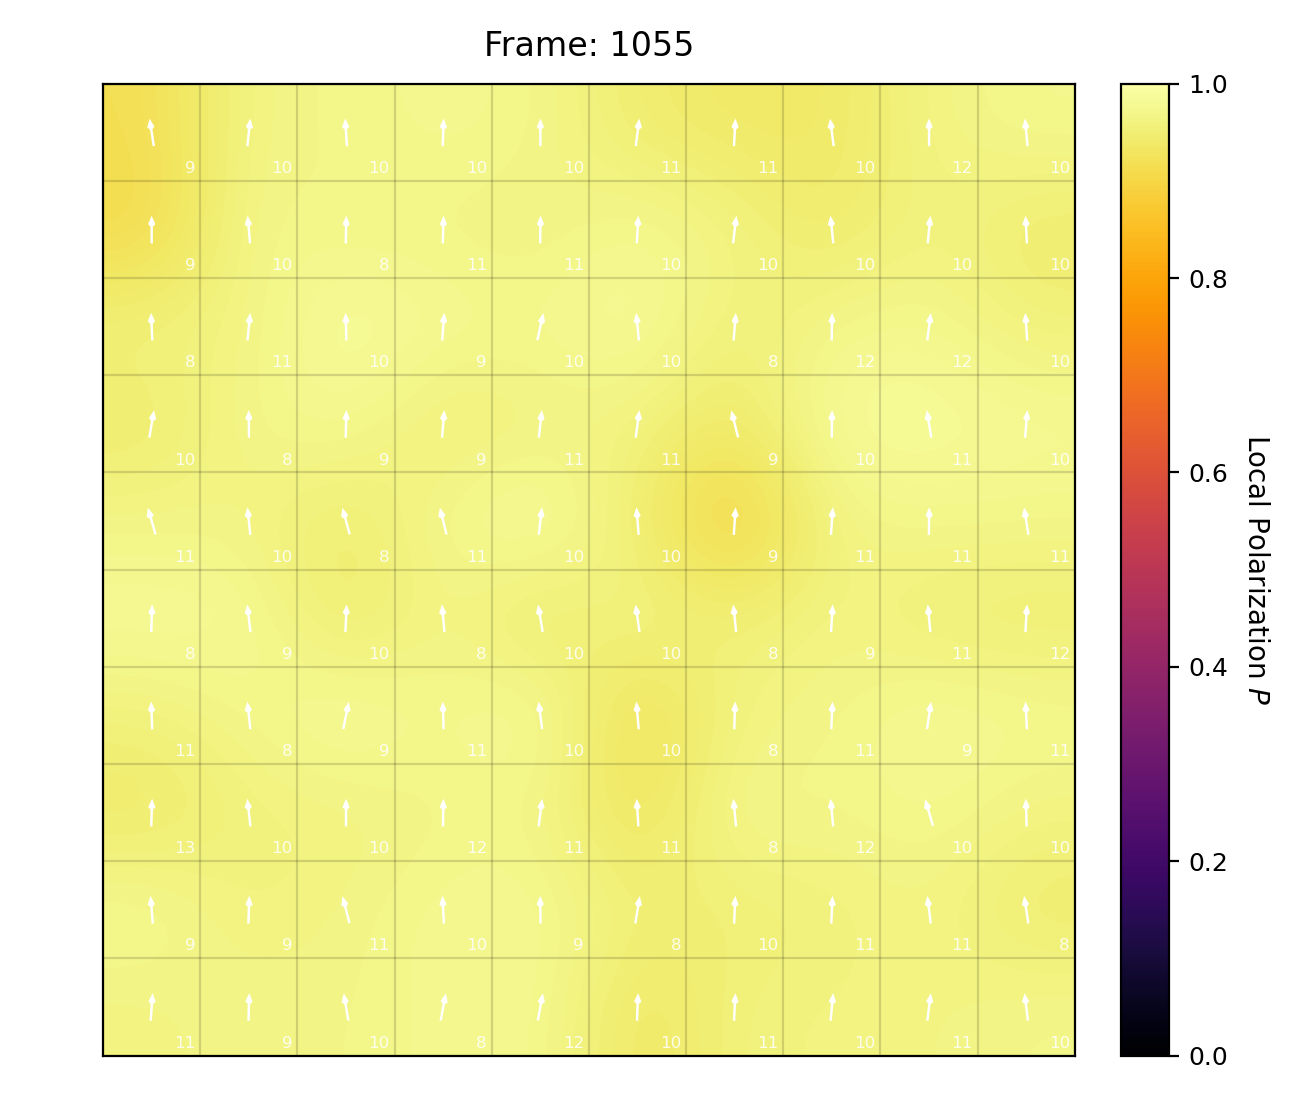 Frame: 1055
9 10 10 10 10 11 11 10 12 10
9 10 8 11 11 10 10 10 10 10
8 11 10 9 10 10 8 12 12 10
10 8 9 9 11 11 9 10 11 10
11 10 8 11 10 10 9 11 11 11
8 9 10 8 10 10 8 9 11 12
11 8 9 11 10 10 8 11 9 11
13 10 10 12 11 11 8 12 10 10
9 9 11 10 9 8 10 11 11 8
11 9 10 8 12 10 11 10 11 10
1.0
0.8
0.6
0.4
0.2
0.0
Local Polarization P